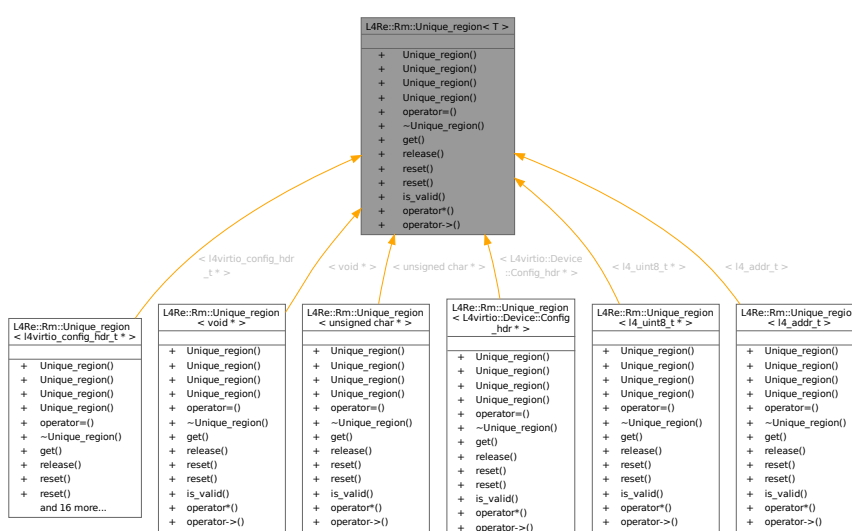 L4Re::Rm::Unique_region< T >
+ Unique_region()
+ Unique_region()
+ Unique_region()
+ Unique_region()
+ operator=()
+ ~Unique_region()
+ get()
+ release()
+ reset()
+ reset()
+ is_valid()
+ operator*()
+ operator->()
< l4virtio_config_hdr
_t * >
< void * >
< unsigned char * >
< L4virtio::Device
::Config_hdr * >
< l4_uint8_t * >
< l4_addr_t >
L4Re::Rm::Unique_region
< l4virtio_config_hdr_t * >
+ Unique_region()
+ Unique_region()
+ Unique_region()
+ Unique_region()
+ operator=()
+ ~Unique_region()
+ get()
+ release()
+ reset()
+ reset()
and 16 more...
L4Re::Rm::Unique_region
< void * >
+ Unique_region()
+ Unique_region()
+ Unique_region()
+ Unique_region()
+ operator=()
+ ~Unique_region()
+ get()
+ release()
+ reset()
+ reset()
+ is_valid()
+ operator*()
+ operator->()
L4Re::Rm::Unique_region
< unsigned char * >
+ Unique_region()
+ Unique_region()
+ Unique_region()
+ Unique_region()
+ operator=()
+ ~Unique_region()
+ get()
+ release()
+ reset()
+ reset()
+ is_valid()
+ operator*()
+ operator->()
L4Re::Rm::Unique_region
< L4virtio::Device::Config
_hdr * >
+ Unique_region()
+ Unique_region()
+ Unique_region()
+ Unique_region()
+ operator=()
+ ~Unique_region()
+ get()
+ release()
+ reset()
+ reset()
+ is_valid()
+ operator*()
+ operator->()
L4Re::Rm::Unique_region
< l4_uint8_t * >
+ Unique_region()
+ Unique_region()
+ Unique_region()
+ Unique_region()
+ operator=()
+ ~Unique_region()
+ get()
+ release()
+ reset()
+ reset()
+ is_valid()
+ operator*()
+ operator->()
L4Re::Rm::Unique_regio
< l4_addr_t >
+ Unique_region()
+ Unique_region()
+ Unique_region()
+ Unique_region()
+ operator=()
+ ~Unique_region()
+ get()
+ release()
+ reset()
+ reset()
+ is_valid()
+ operator*()
+ operator->()